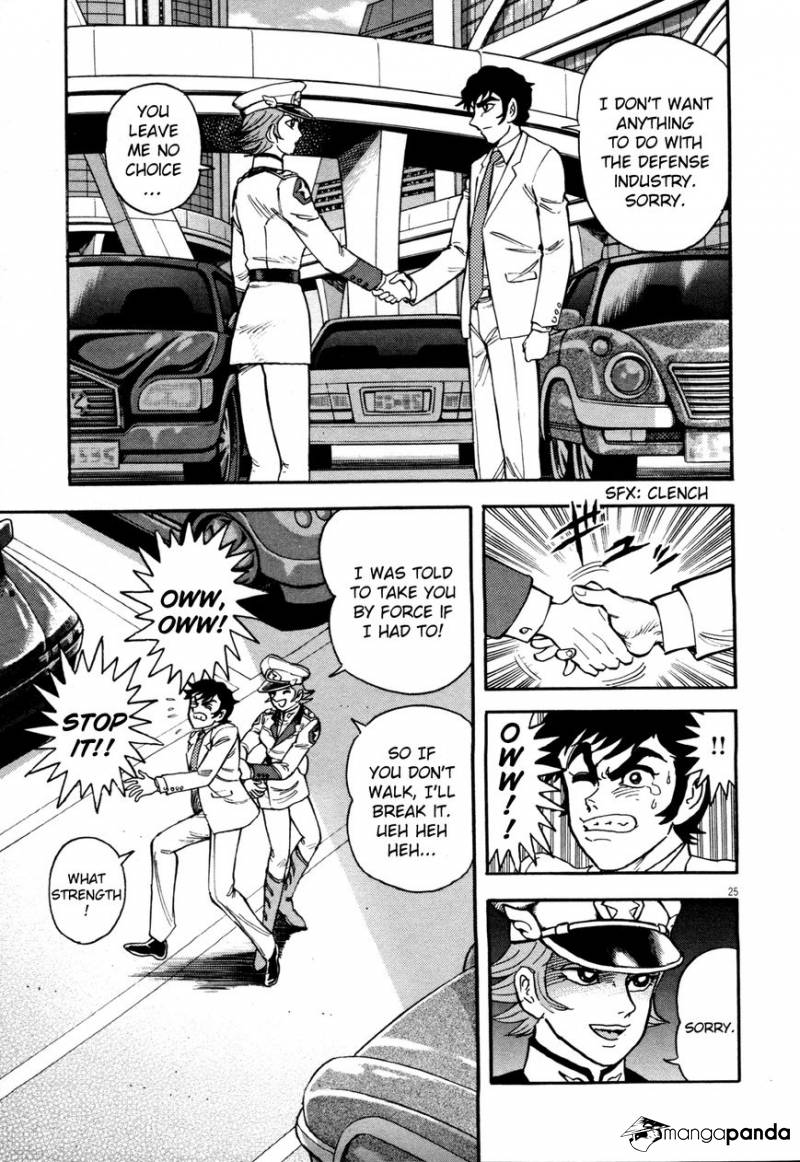 I DON'T WANT
ANYTHING
TO DO WITH
THE DEFENSE
INDUSTRY.
SORRY.
YOU
LEAVE
ME NO
CHOICE
...
SFX: CLENCH
OWW!!
!!
25
SORRY.
I WAS TOLD
TO TAKE YOU
BY FORCE IF
I HAD TO!
OWW,
OWW!
STOP
IT!!
SO IF
YOU DON'T
WALK, I'LL
BREAK IT.
HEH HEH
HEH...
WHAT
STRENGTH
!
mangapanda